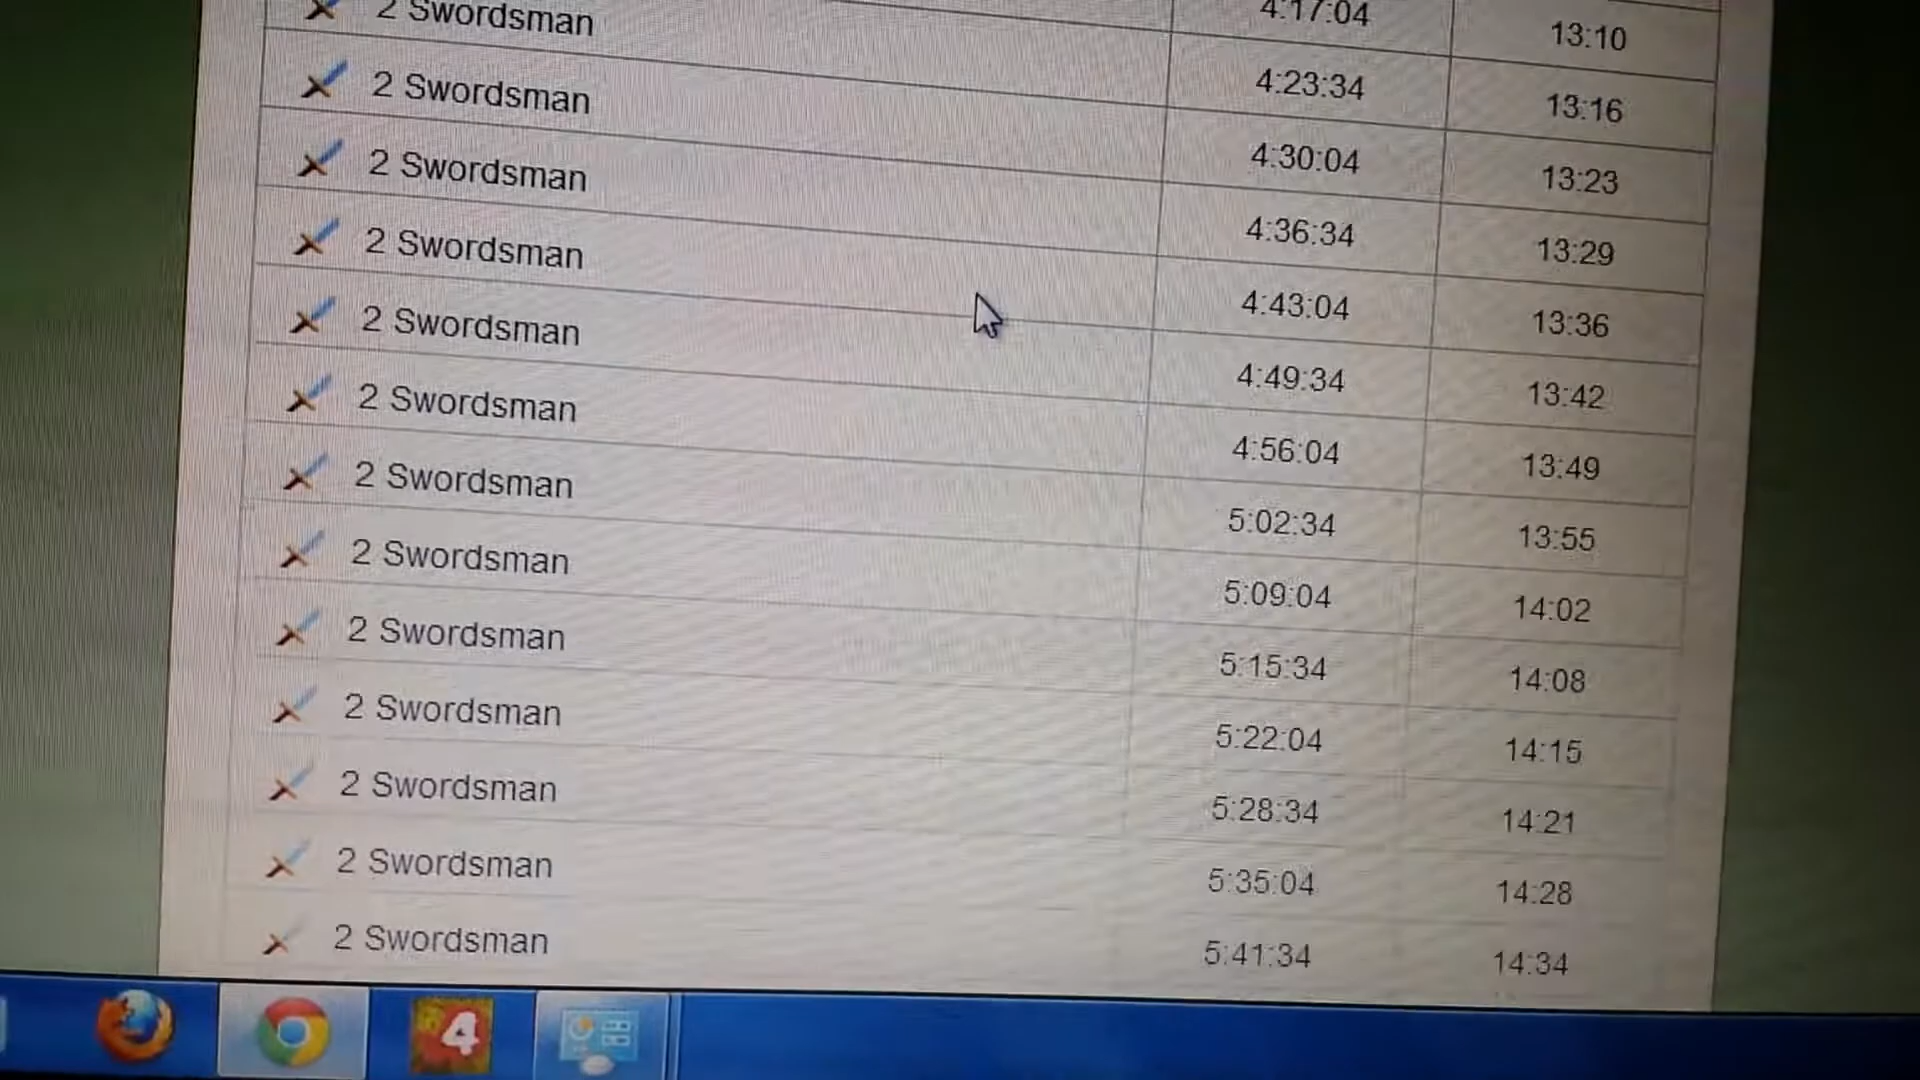 4:17:04 13:10
2 Swordsman 4:23:34 13:16
2 Swordsman 4:30:04 13:23
2 Swordsman 4:36:34 13:29
2 Swordsman 4:43:04 13:36
2 Swordsman 4:49:34 13:42
2 Swordsman 4:56:04 13:49
2 Swordsman 5:02:34 13:55
2 Swordsman 5:09:04 14:02
2 Swordsman 5:15:34 14:08
2 Swordsman 5:22:04 14:15
2 Swordsman 5:28:34 14:21
2 Swordsman 5:35:04 14:28
2 Swordsman 5:41:34 14:34
4